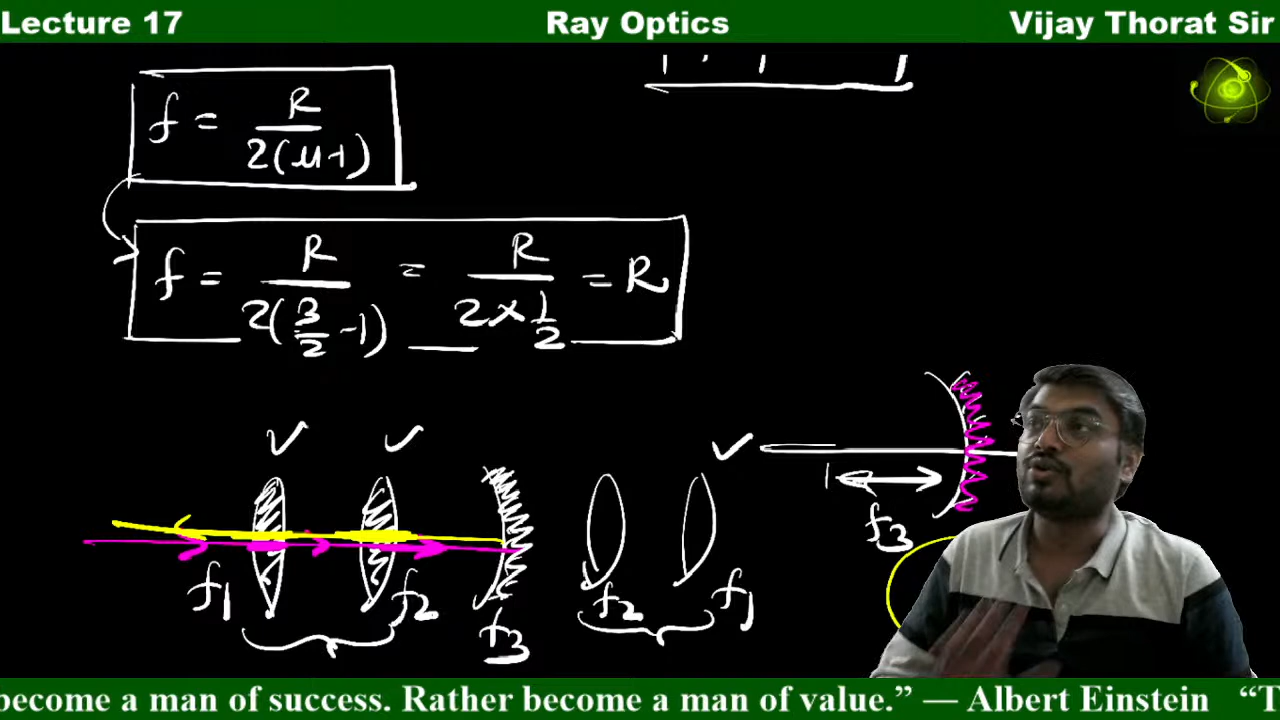 Lecture 17 Ray Optics Vijay Thorat Sir
f = R / 2(μ-1)
f = R / 2(3/2 -1) = R / 2×1/2 = R
f1 f2 f3 f2 f1 f3
become a man of success. Rather become a man of value.” — Albert Einstein “T